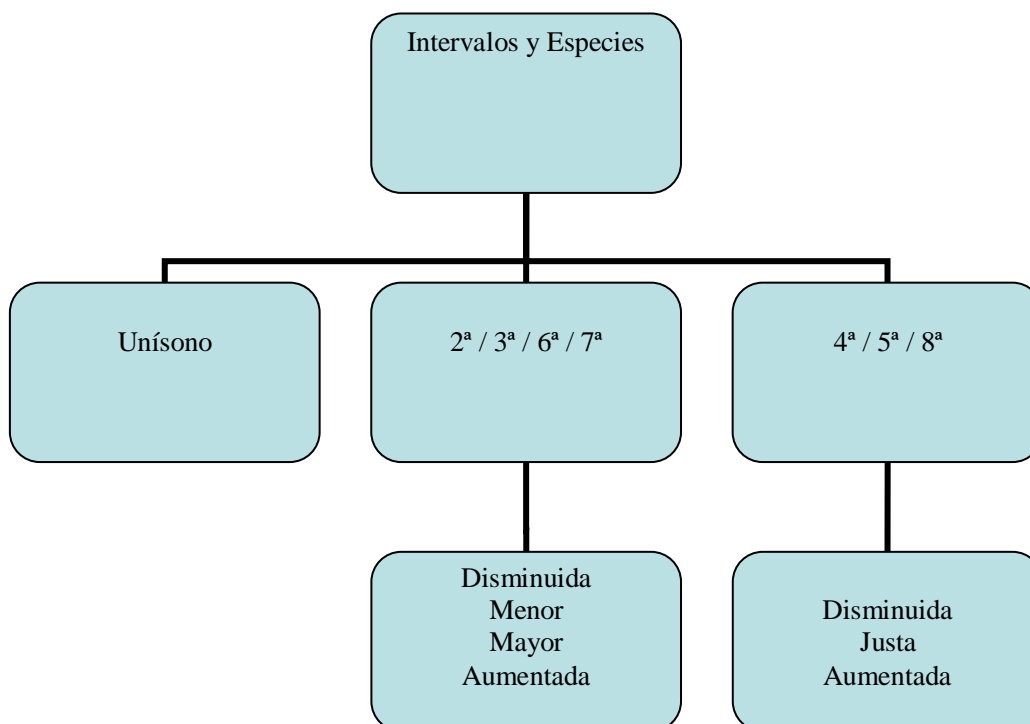 Intervalos y Especies
Unísono
2ª / 3ª / 6ª / 7ª
4ª / 5ª / 8ª
Disminuida
Menor
Mayor
Aumentada
Disminuida
Justa
Aumentada